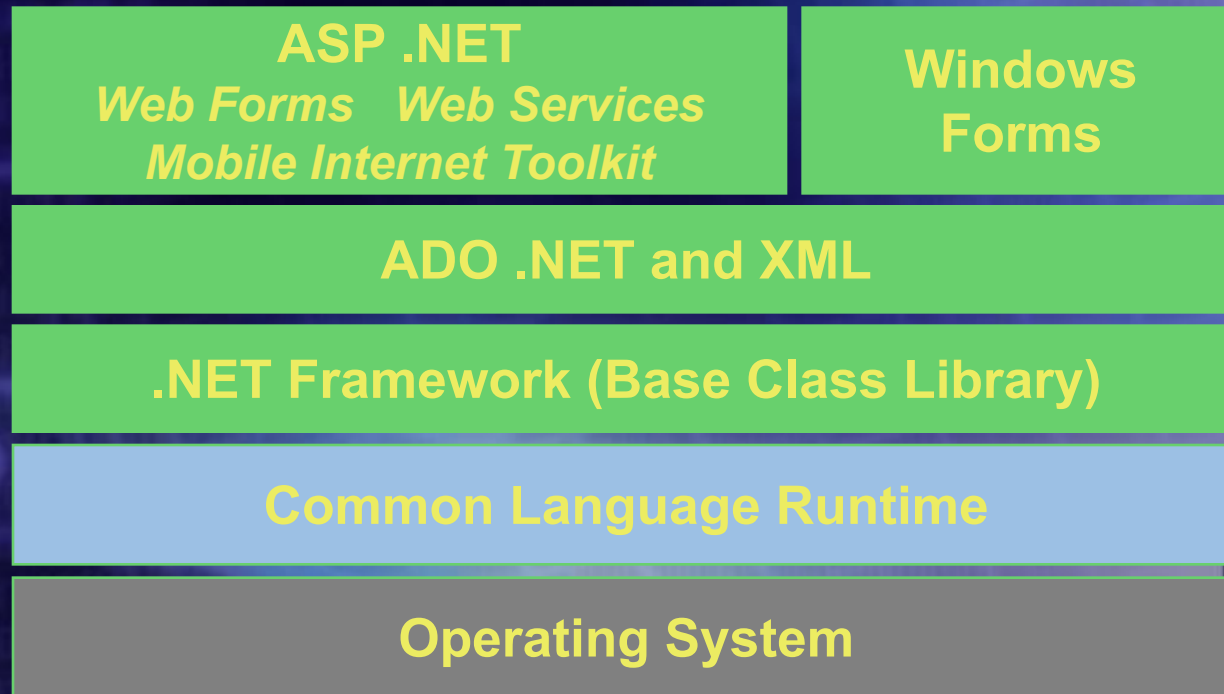 ASP .NET
Web Forms   Web Services
Mobile Internet Toolkit
Windows
Forms
ADO .NET and XML
.NET Framework (Base Class Library)
Common Language Runtime
Operating System